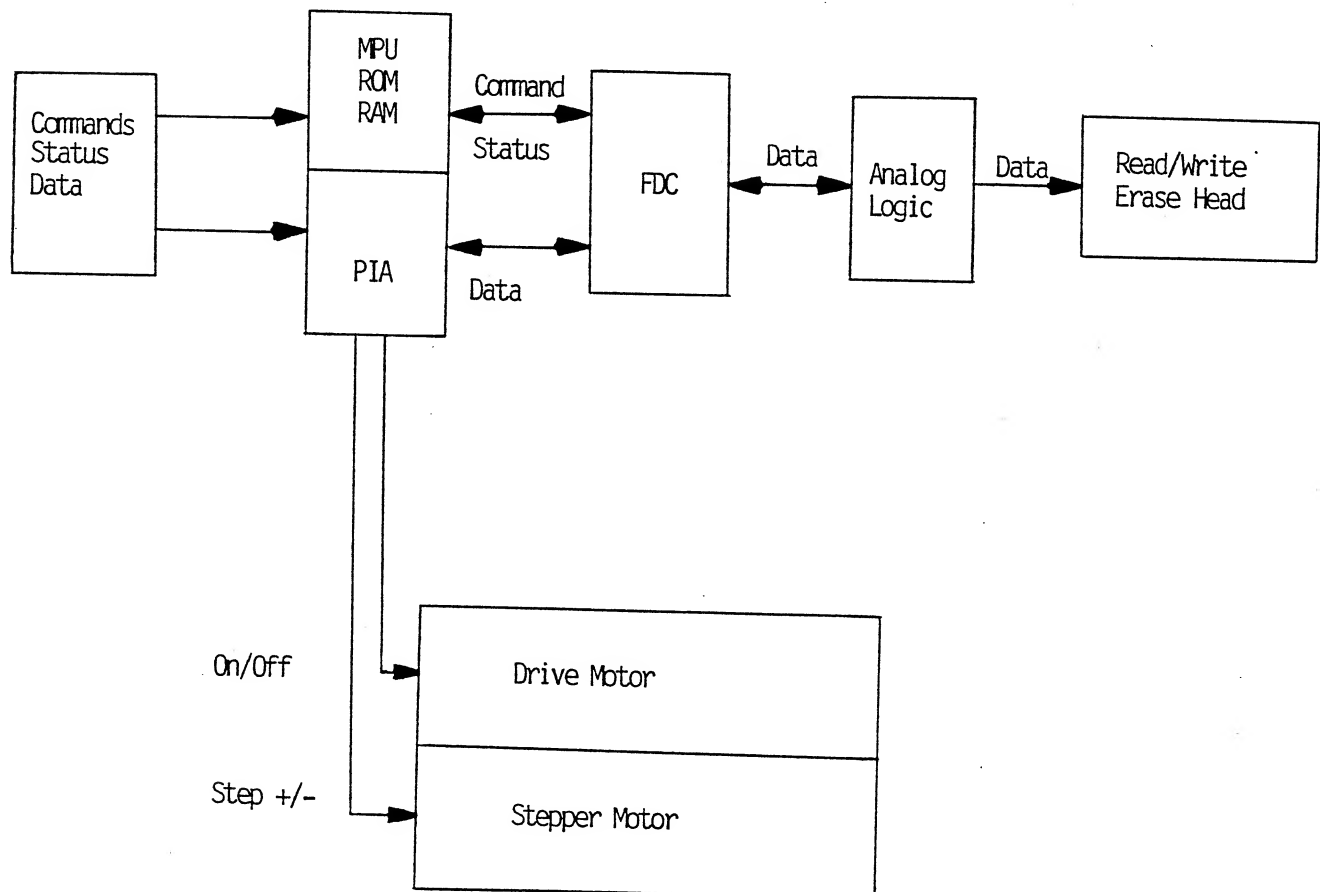 Commands
Status
Data
MPU
ROM
RAM
PIA
Command
Status
Data
FDC
Data
Analog
Logic
Data
Read/Write
Erase Head
On/Off
Drive Motor
Step +/-
Stepper Motor